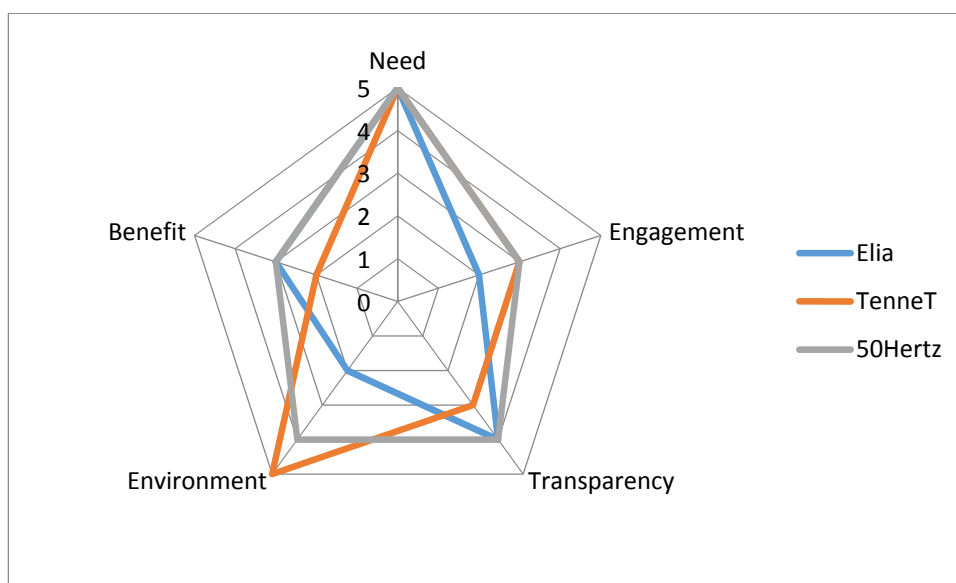 Need
5
4
3
2
1
0
Benefit
Engagement
Environment
Transparency
Elia
TenneT
50Hertz